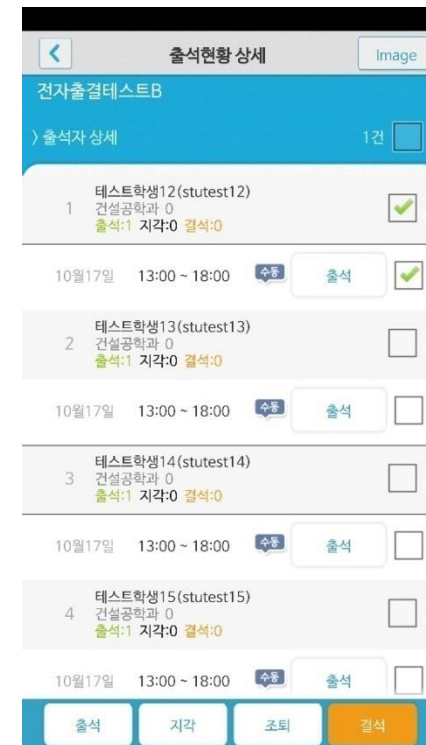 출석현황 상세
Image
전자출결테스트B
〉출석자 상세
1건
1
테스트학생12(stutest12)
건설공학과 0
출석:1 지각:0 결석:0
10월17일 13:00 ~ 18:00 수동 출석
2
테스트학생13(stutest13)
건설공학과 0
출석:1 지각:0 결석:0
10월17일 13:00 ~ 18:00 수동 출석
3
테스트학생14(stutest14)
건설공학과 0
출석:1 지각:0 결석:0
10월17일 13:00 ~ 18:00 수동 출석
4
테스트학생15(stutest15)
건설공학과 0
출석:1 지각:0 결석:0
10월17일 13:00 ~ 18:00 수동 출석
출석 지각 조퇴 결석